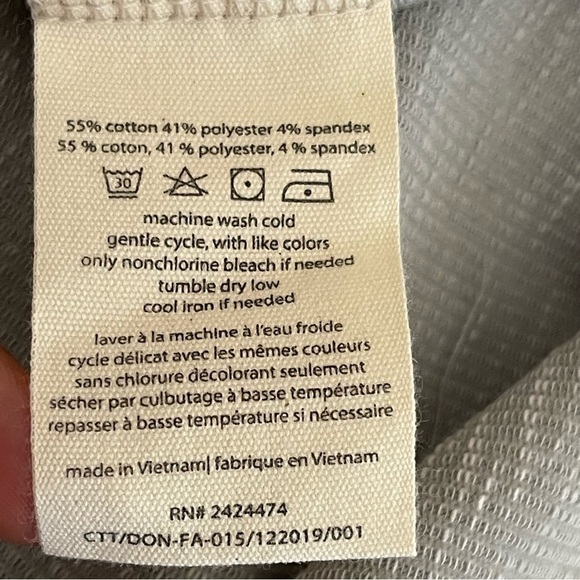 55% cotton 41% polyester 4% spandex
55 % coton, 41 % polyester, 4 % spandex
30
machine wash cold
gentle cycle, with like colors
only nonchlorine bleach if needed
tumble dry low
cool iron if needed
laver à la machine à l'eau froide
cycle délicat avec les mêmes couleurs
sans chlorure décolorant seulement
sécher par culbutage à basse température
repasser à basse température si nécessaire
made in Vietnam| fabrique en Vietnam
RN# 2424474
CTT/DON-FA-015/122019/001